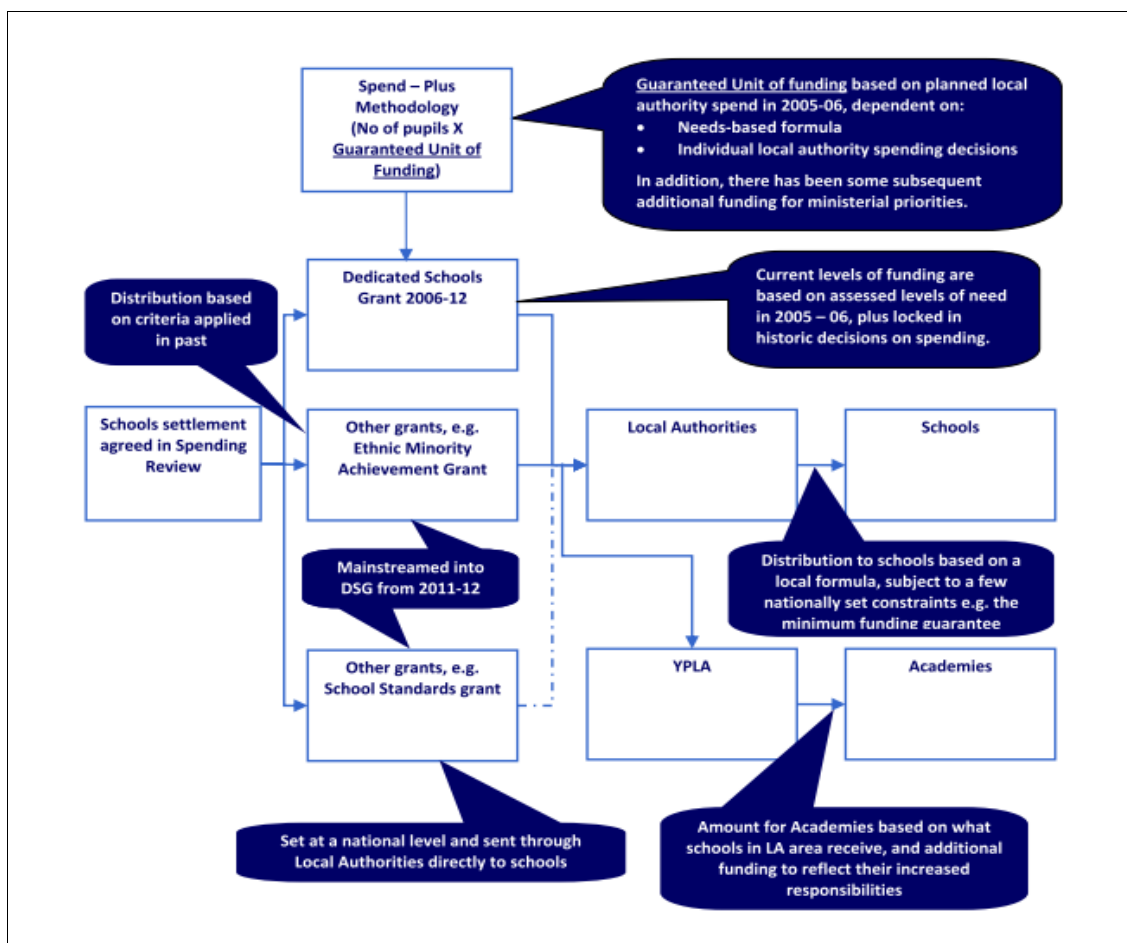 Spend – Plus
Methodology
(No of pupils X
Guaranteed Unit of
Funding)
Guaranteed Unit of funding based on planned local
authority spend in 2005-06, dependent on:
• Needs-based formula
• Individual local authority spending decisions
In addition, there has been some subsequent
additional funding for ministerial priorities.
Dedicated Schools
Grant 2006-12
Current levels of funding are
based on assessed levels of need
in 2005 – 06, plus locked in
historic decisions on spending.
Distribution based
on criteria applied
in past
Schools settlement
agreed in Spending
Review
Other grants, e.g.
Ethnic Minority
Achievement Grant
Local Authorities
Schools
Mainstreamed into
DSG from 2011-12
Distribution to schools based on a
local formula, subject to a few
nationally set constraints e.g. the
minimum funding guarantee
Other grants, e.g.
School Standards grant
YPLA
Academies
Set at a national level and sent through
Local Authorities directly to schools
Amount for Academies based on what
schools in LA area receive, and additional
funding to reflect their increased
responsibilities